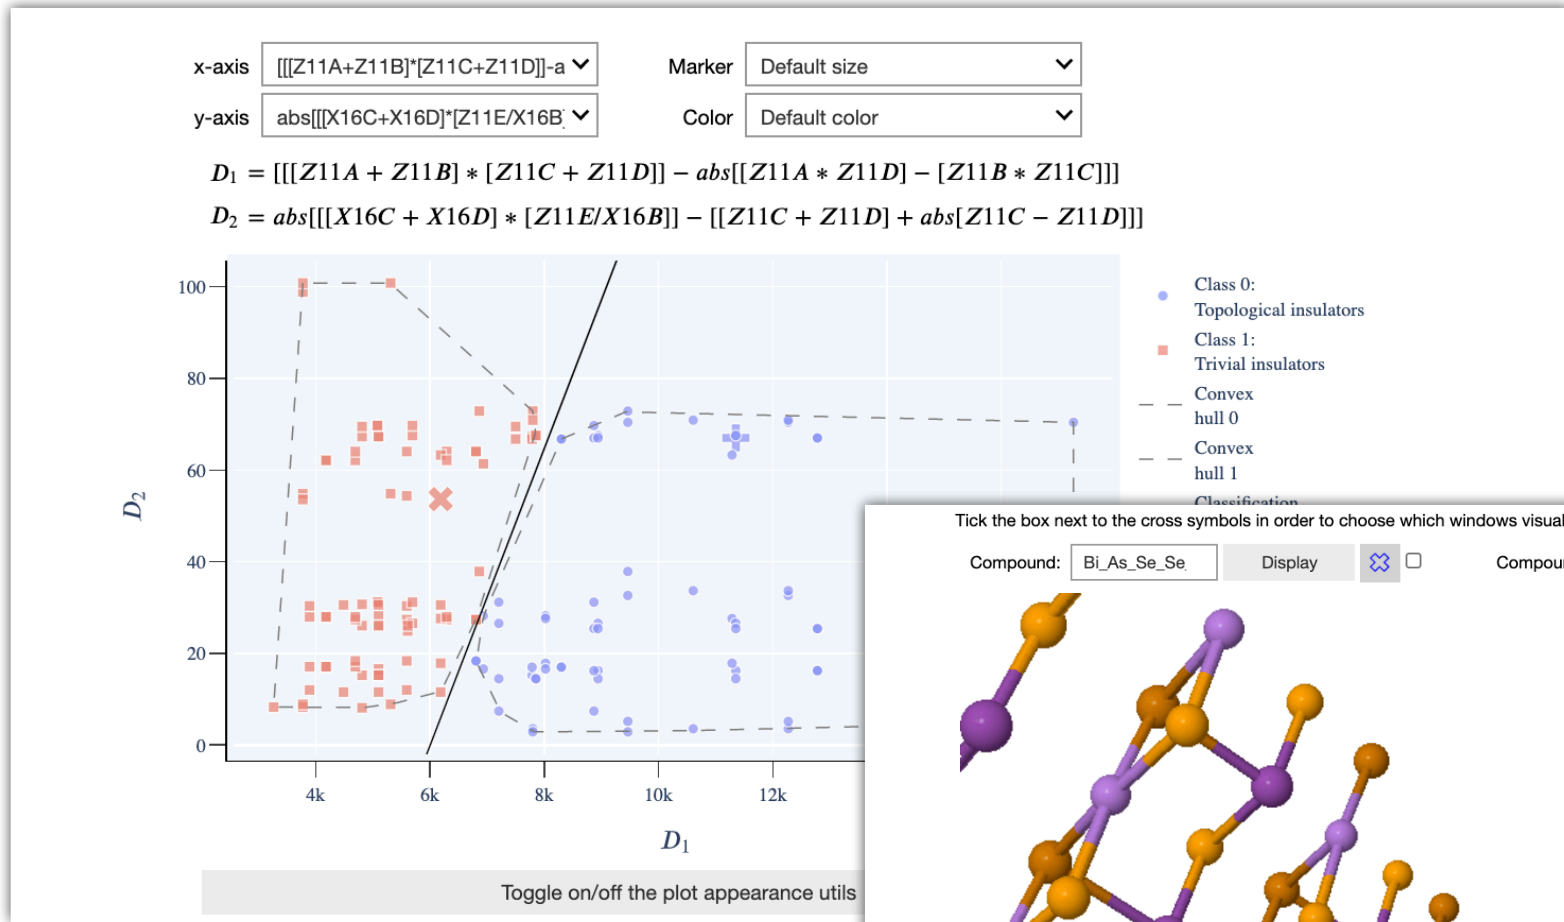 x-axis [[[Z11A+Z11B]*[Z11C+Z11D]]-a Marker Default size
y-axis abs[[[X16C+X16D]*[Z11E/X16B] Color Default color
D₁ = [[[Z11A + Z11B] ∗ [Z11C + Z11D]] − abs[[Z11A ∗ Z11D] − [Z11B ∗ Z11C]]]
D₂ = abs[[[X16C + X16D] ∗ [Z11E/X16B]] − [[Z11C + Z11D] + abs[Z11C − Z11D]]]
100
80
60
40
20
0
D₂
4k 6k 8k 10k 12k
D₁
Class 0:
Topological insulators
Class 1:
Trivial insulators
Convex
hull 0
Convex
hull 1
Classification
Toggle on/off the plot appearance utils
Tick the box next to the cross symbols in order to choose which windows visual
Compound: Bi_As_Se_Se Display Compou